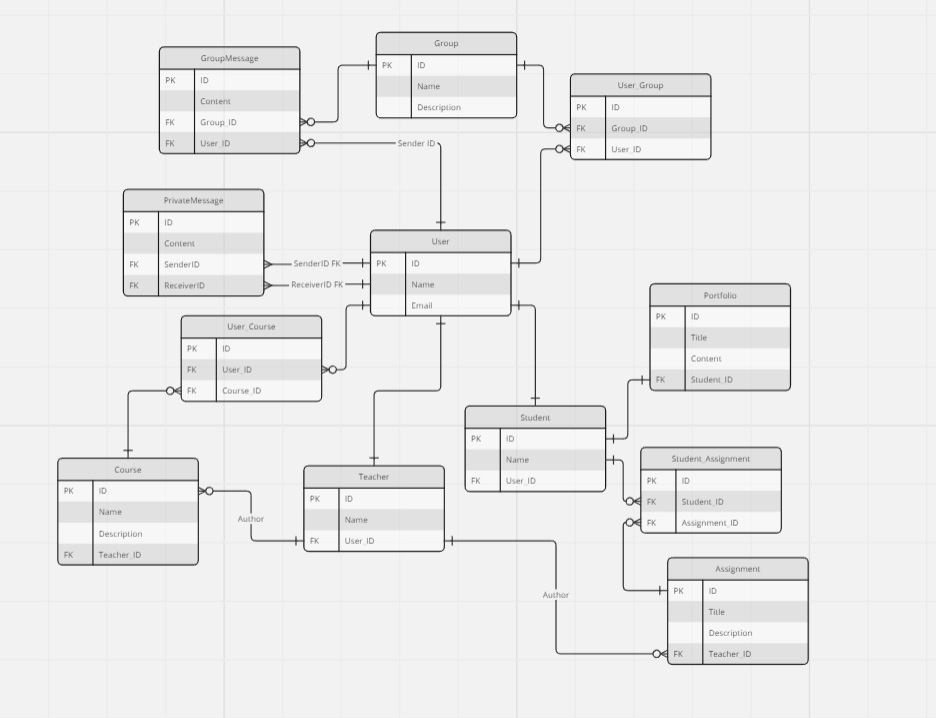 Group
PK ID
Name
Description
GroupMessage
PK ID
Content
FK Group_ID
FK User_ID
User_Group
PK ID
FK Group_ID
FK User_ID
Sender ID
PrivateMessage
PK ID
Content
FK SenderID
FK ReceiverID
SenderID FK
ReceiverID FK
User
PK ID
Name
Email
Portfolio
PK ID
Title
Content
FK Student_ID
User_Course
PK ID
FK User_ID
FK Course_ID
Student
PK ID
Name
FK User_ID
Student_Assignment
PK ID
FK Student_ID
FK Assignment_ID
Course
PK ID
Name
Description
FK Teacher_ID
Author
Teacher
PK ID
Name
FK User_ID
Author
Assignment
PK ID
Title
Description
FK Teacher_ID